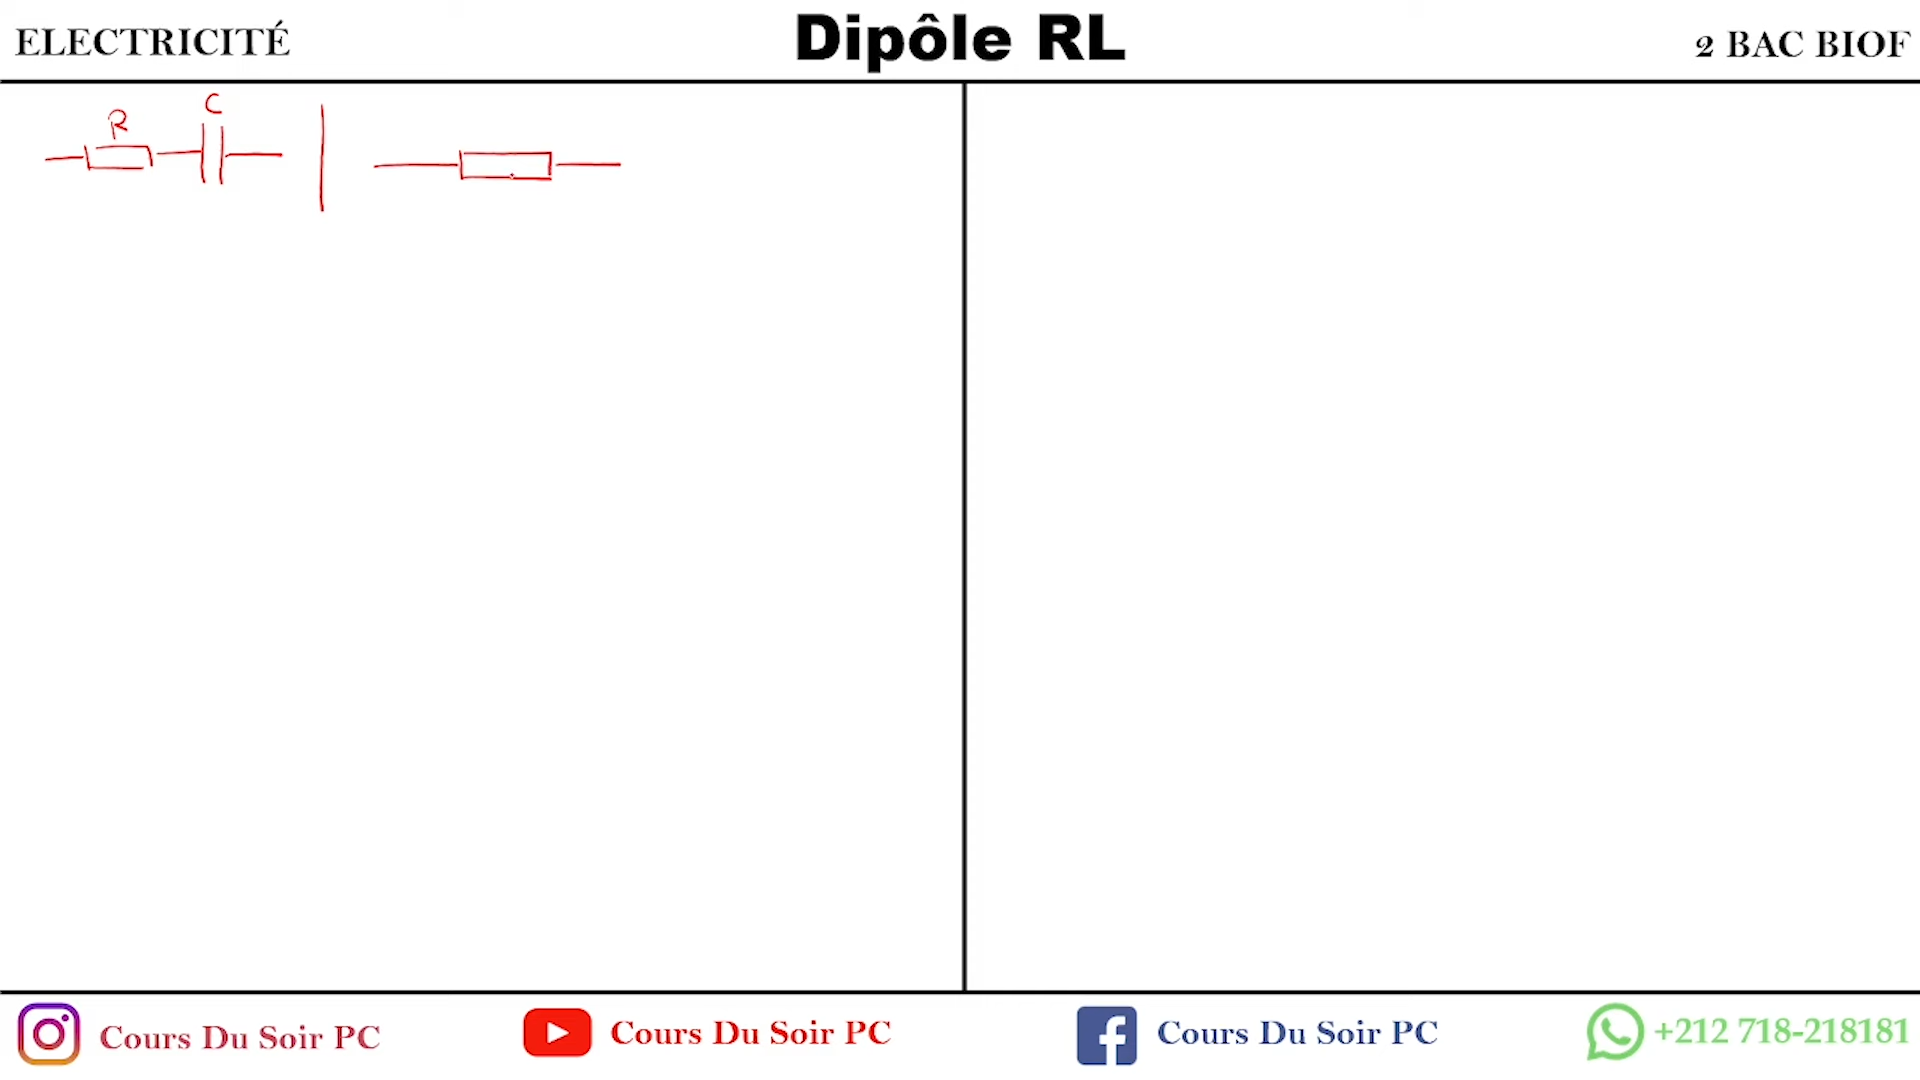 ELECTRICITÉ
Dipôle RL
2 BAC BIOF
R
C
Cours Du Soir PC
Cours Du Soir PC
Cours Du Soir PC
+212 718-218181